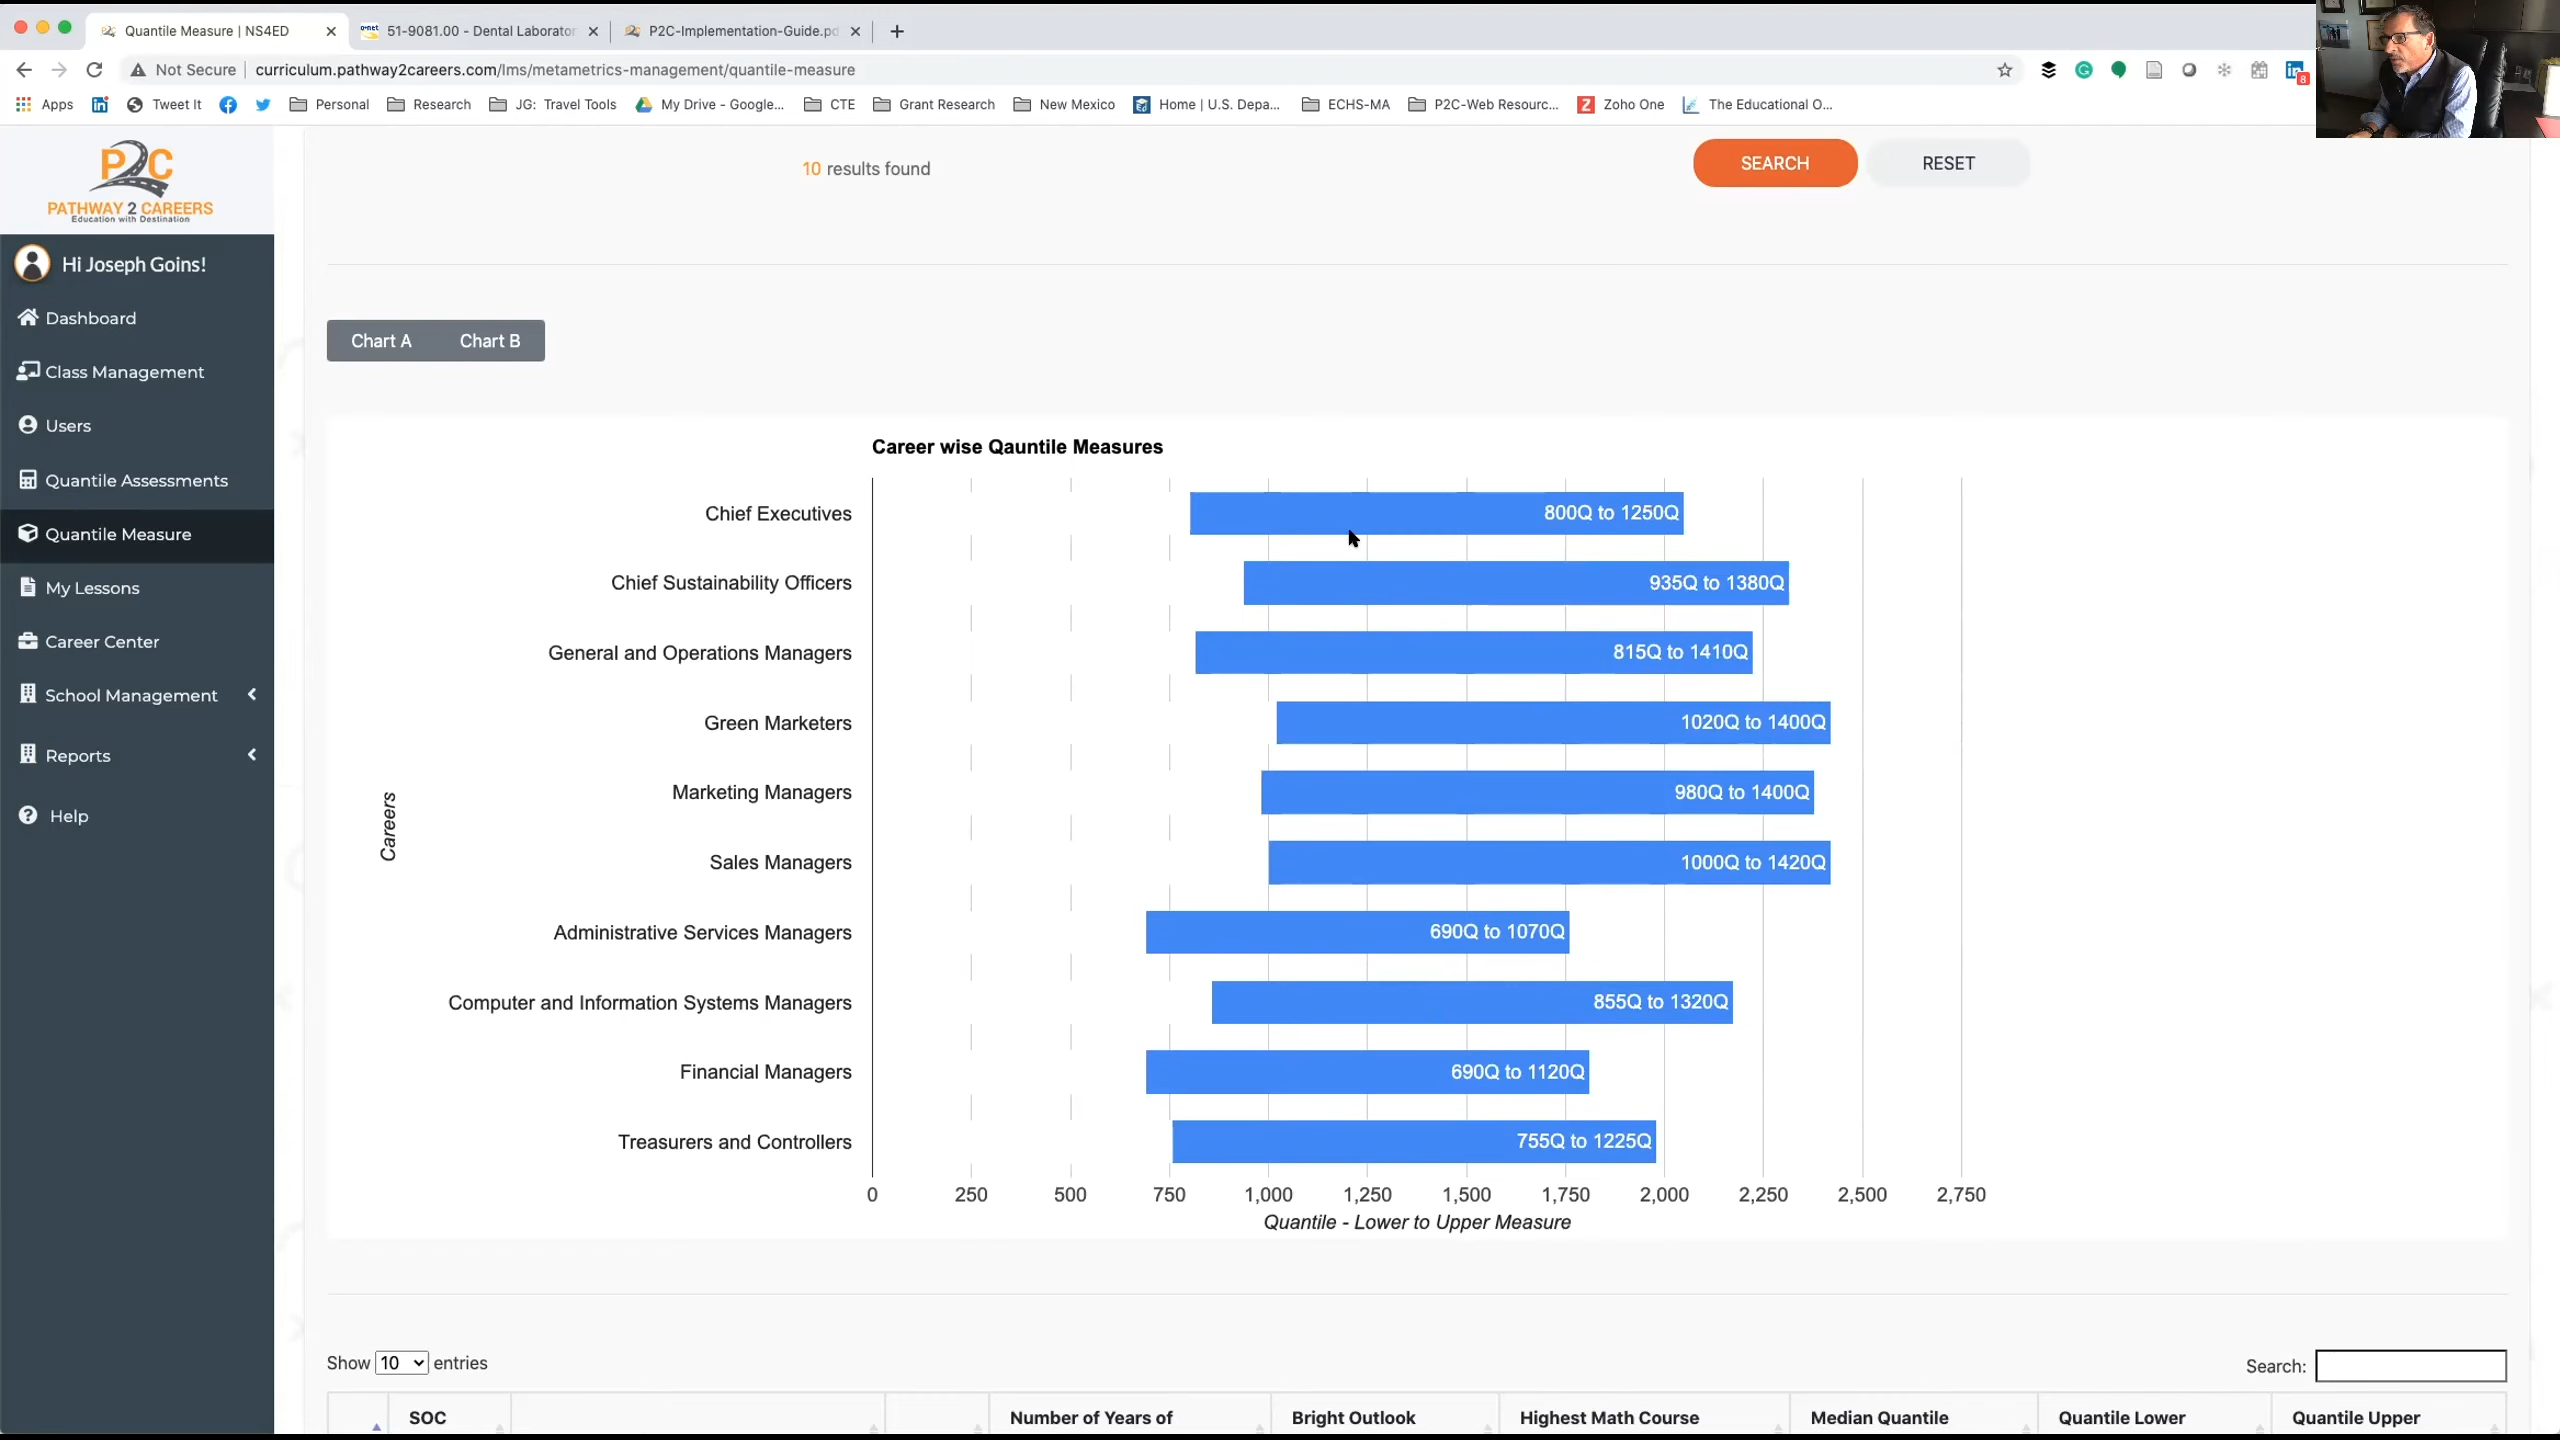 Quantile Measure | NS4ED
51-9081.00 - Dental Laborator
P2C-Implementation-Guide.pd
Not Secure
curriculum.pathway2careers.com/lms/metametrics-management/quantile-measure
8
Apps
Tweet It
Personal
Research
JG: Travel Tools
My Drive - Google...
CTE
Grant Research
New Mexico
Home | U.S. Depa...
ECHS-MA
P2C-Web Resourc...
Zoho One
The Educational O...
P2C
PATHWAY 2 CAREERS
Education with Destination
Hi Joseph Goins!
Dashboard
Class Management
Users
Quantile Assessments
Quantile Measure
My Lessons
Career Center
School Management
Reports
Help
10 results found
SEARCH
RESET
Chart A
Chart B
Career wise Qauntile Measures
Careers
Chief Executives
800Q to 1250Q
Chief Sustainability Officers
935Q to 1380Q
General and Operations Managers
815Q to 1410Q
Green Marketers
1020Q to 1400Q
Marketing Managers
980Q to 1400Q
Sales Managers
1000Q to 1420Q
Administrative Services Managers
690Q to 1070Q
Computer and Information Systems Managers
855Q to 1320Q
Financial Managers
690Q to 1120Q
Treasurers and Controllers
755Q to 1225Q
0 250 500 750 1,000 1,250 1,500 1,750 2,000 2,250 2,500 2,750
Quantile - Lower to Upper Measure
Show 10 entries
Search:
SOC
Number of Years of
Bright Outlook
Highest Math Course
Median Quantile
Quantile Lower
Quantile Upper